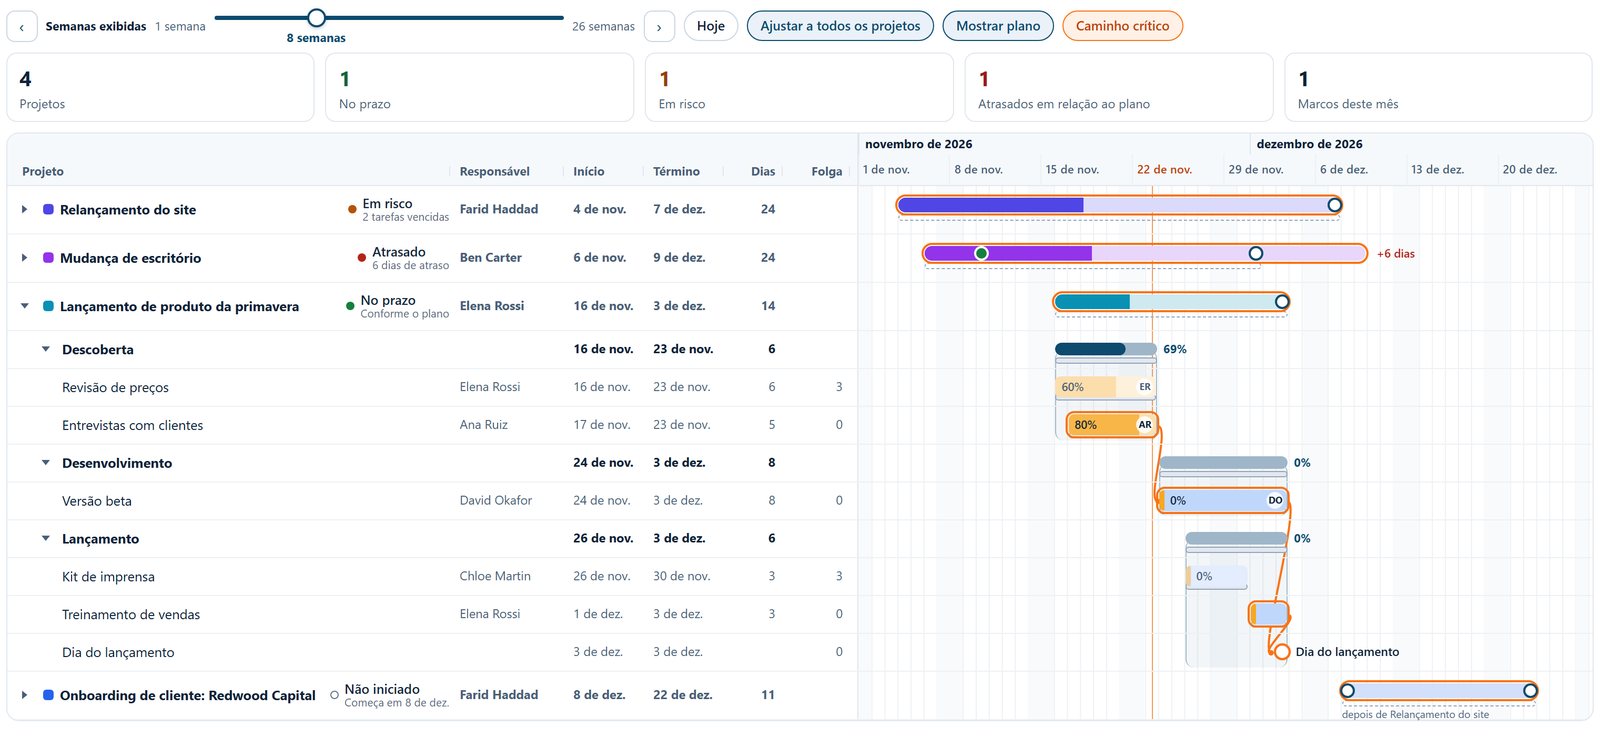 ‹ Semanas exibidas 1 semana 8 semanas 26 semanas › Hoje Ajustar a todos os projetos Mostrar plano Caminho crítico
4
Projetos
1
No prazo
1
Em risco
1
Atrasados em relação ao plano
1
Marcos deste mês
novembro de 2026 dezembro de 2026
Projeto Responsável Início Término Dias Folga 1 de nov. 8 de nov. 15 de nov. 22 de nov. 29 de nov. 6 de dez. 13 de dez. 20 de dez.
Relançamento do site Em risco Farid Haddad 4 de nov. 7 de dez. 24
2 tarefas vencidas
Mudança de escritório Atrasado Ben Carter 6 de nov. 9 de dez. 24 +6 dias
6 dias de atraso
Lançamento de produto da primavera No prazo Elena Rossi 16 de nov. 3 de dez. 14
Conforme o plano
Descoberta 16 de nov. 23 de nov. 6 69%
Revisão de preços Elena Rossi 16 de nov. 23 de nov. 6 3 60% ER
Entrevistas com clientes Ana Ruiz 17 de nov. 23 de nov. 5 0 80% AR
Desenvolvimento 24 de nov. 3 de dez. 8 0%
Versão beta David Okafor 24 de nov. 3 de dez. 8 0 0% DO
Lançamento 26 de nov. 3 de dez. 6 0%
Kit de imprensa Chloe Martin 26 de nov. 30 de nov. 3 3 0%
Treinamento de vendas Elena Rossi 1 de dez. 3 de dez. 3 0
Dia do lançamento 3 de dez. 3 de dez. 0 Dia do lançamento
Onboarding de cliente: Redwood Capital Não iniciado Farid Haddad 8 de dez. 22 de dez. 11
Começa em 8 de dez.
depois de Relançamento do site